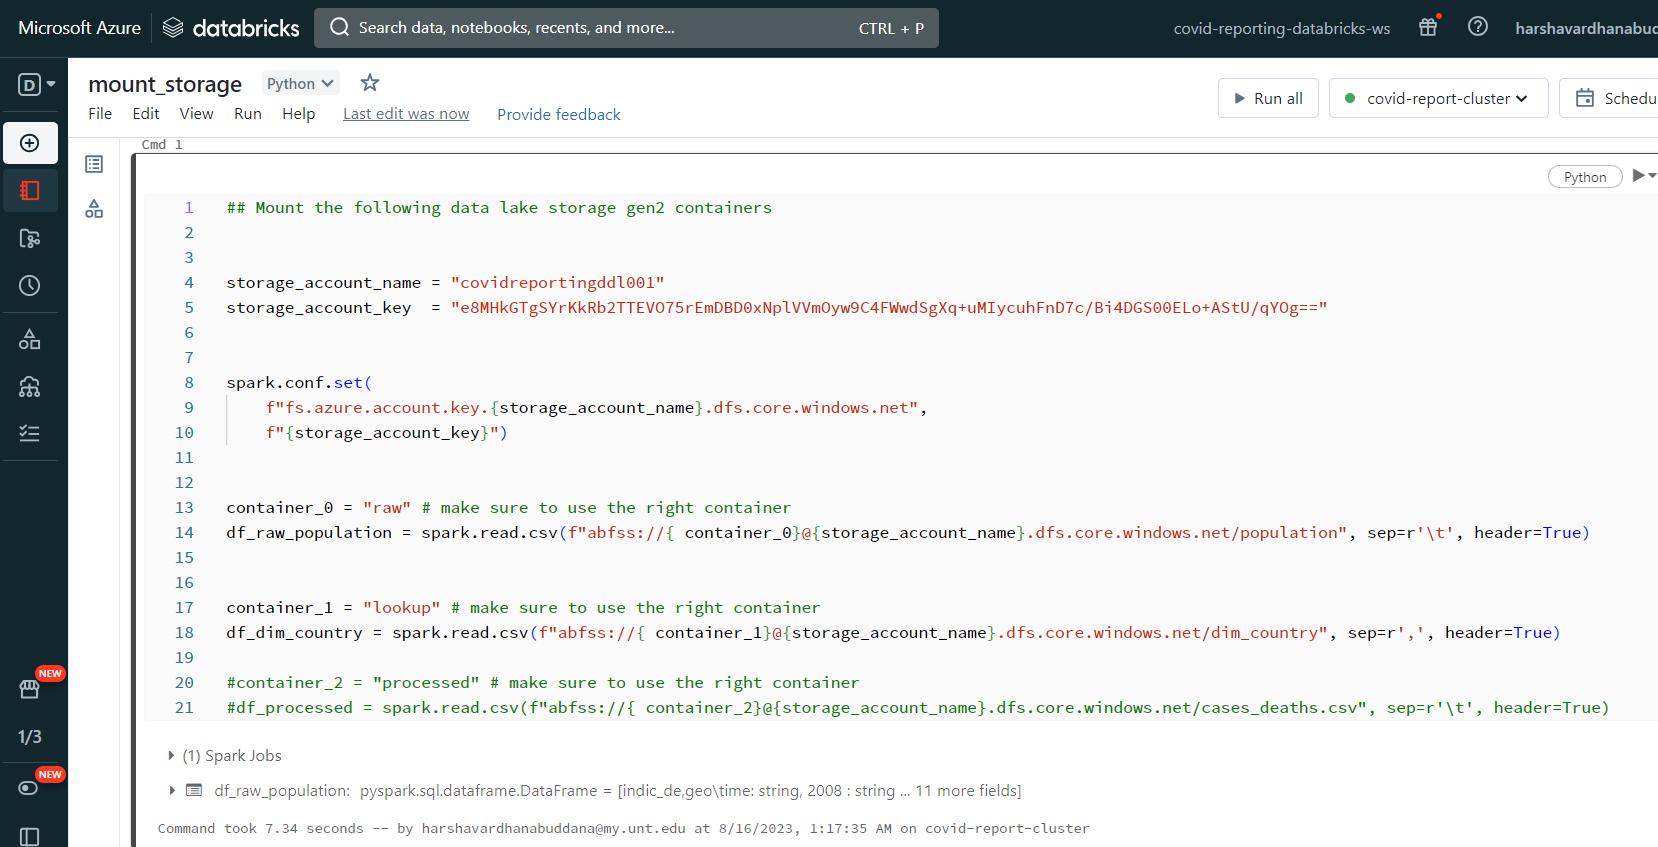 Microsoft Azure databricks Search data, notebooks, recents, and more... CTRL + P covid-reporting-databricks-ws harshavardhanabud
D mount_storage Python
Run all covid-report-cluster Schedu
File Edit View Run Help Last edit was now Provide feedback
Cmd 1
Python
1 ## Mount the following data lake storage gen2 containers
2
3
4 storage_account_name = "covidreportingddl001"
5 storage_account_key  = "e8MHkGTgSYrKkRb2TTEVO75rEmDBD0xNplVVmOyw9C4FWwdSgXq+uMIycuhFnD7c/Bi4DGS00ELo+AStU/qYOg=="
6
7
8 spark.conf.set(
9     f"fs.azure.account.key.{storage_account_name}.dfs.core.windows.net",
10     f"{storage_account_key}")
11
12
13 container_0 = "raw" # make sure to use the right container
14 df_raw_population = spark.read.csv(f"abfss://{ container_0}@{storage_account_name}.dfs.core.windows.net/population", sep=r'\t', header=True)
15
16
17 container_1 = "lookup" # make sure to use the right container
18 df_dim_country = spark.read.csv(f"abfss://{ container_1}@{storage_account_name}.dfs.core.windows.net/dim_country", sep=r',', header=True)
19
20 #container_2 = "processed" # make sure to use the right container
21 #df_processed = spark.read.csv(f"abfss://{ container_2}@{storage_account_name}.dfs.core.windows.net/cases_deaths.csv", sep=r'\t', header=True)
NEW
1/3
NEW
(1) Spark Jobs
df_raw_population: pyspark.sql.dataframe.DataFrame = [indic_de,geo\time: string, 2008 : string ... 11 more fields]
Command took 7.34 seconds -- by harshavardhanabuddana@my.unt.edu at 8/16/2023, 1:17:35 AM on covid-report-cluster